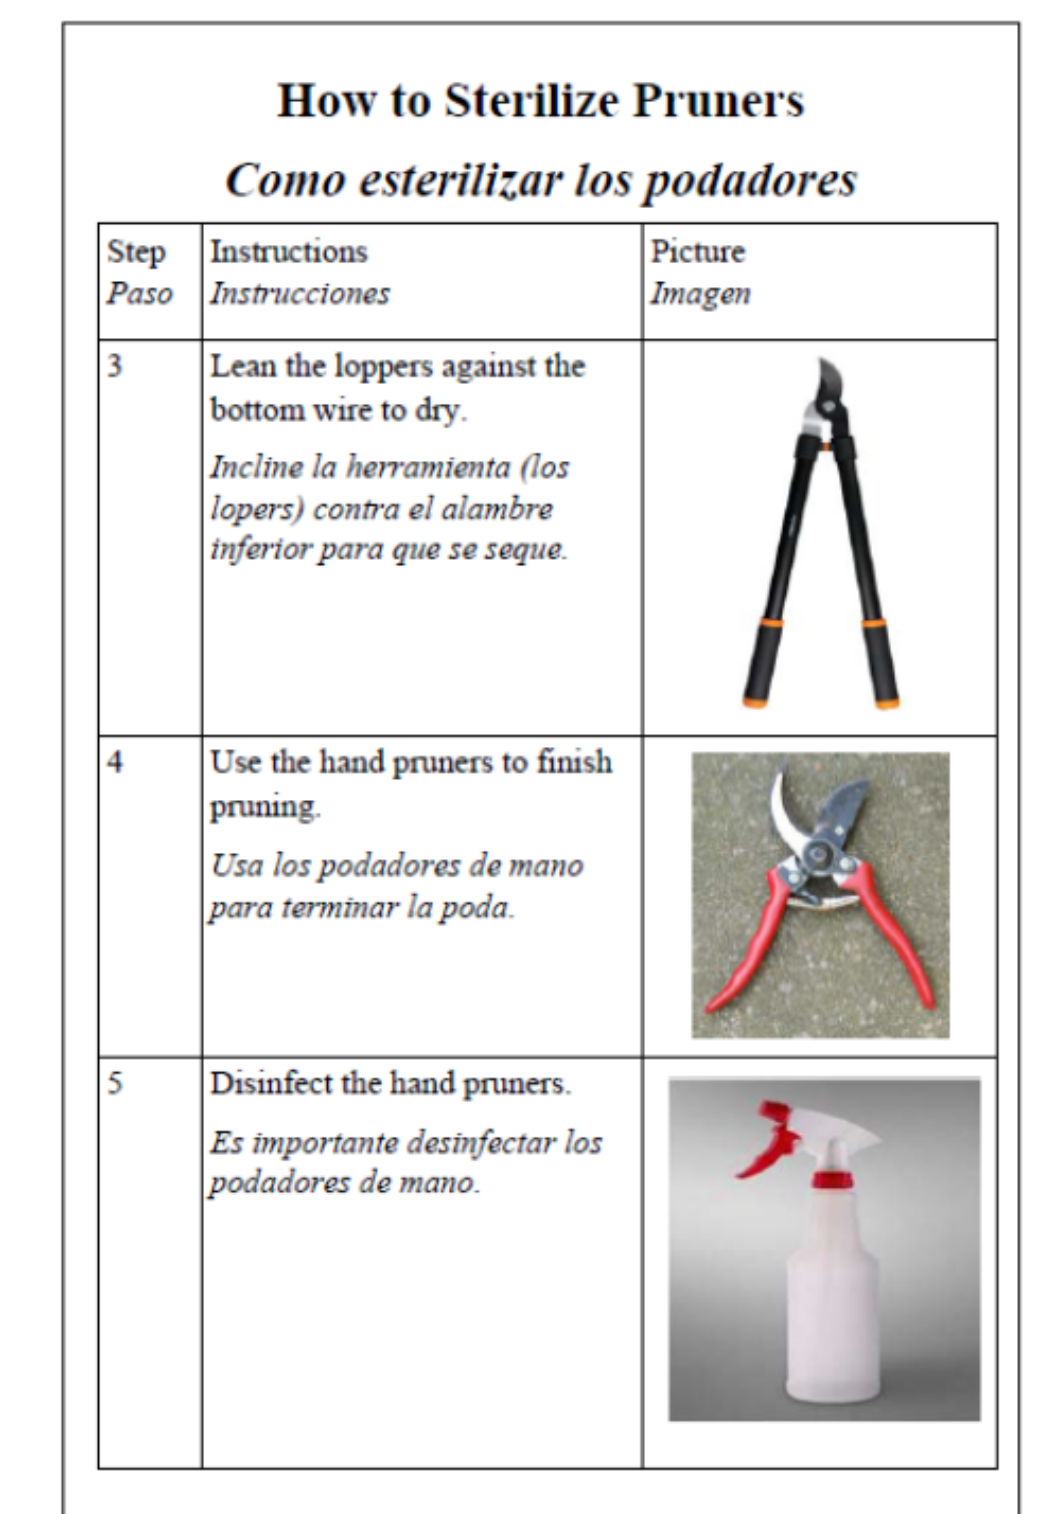 How to Sterilize Pruners
Como esterilizar los podadores
Step
Paso
Instructions
Instrucciones
Picture
Imagen
3
Lean the loppers against the
bottom wire to dry.
Incline la herramienta (los
lopers) contra el alambre
inferior para que se seque.
4
Use the hand pruners to finish
pruning.
Usa los podadores de mano
para terminar la poda.
5
Disinfect the hand pruners.
Es importante desinfectar los
podadores de mano.